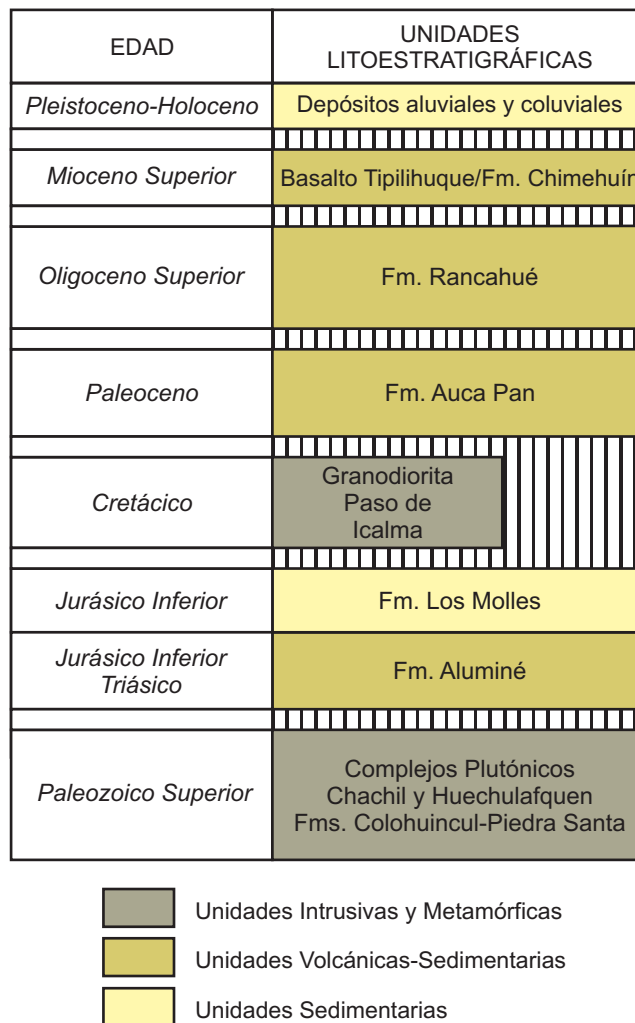 EDAD
UNIDADES
LITOESTRATIGRÁFICAS
Pleistoceno-Holoceno
Depósitos aluviales y coluviales
Mioceno Superior
Basalto Tipilihuque/Fm. Chimehuín
Oligoceno Superior
Fm. Rancahué
Paleoceno
Fm. Auca Pan
Cretácico
Granodiorita
Paso de
Icalma
Jurásico Inferior
Fm. Los Molles
Jurásico Inferior
Triásico
Fm. Aluminé
Paleozoico Superior
Complejos Plutónicos
Chachil y Huechulafquen
Fms. Colohuincul-Piedra Santa
Unidades Intrusivas y Metamórficas
Unidades Volcánicas-Sedimentarias
Unidades Sedimentarias